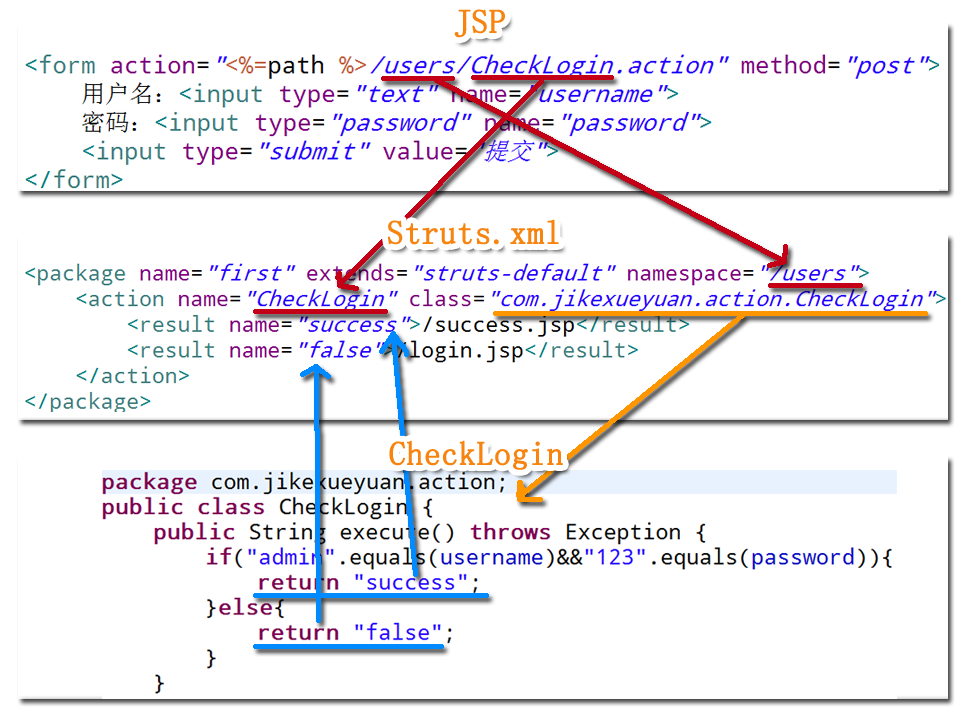 JSP
<form action="<%=path %>/users/CheckLogin.action" method="post">
用户名：<input type="text" name="username">
密码：<input type="password" name="password">
<input type="submit" value="提交">
</form>
Struts.xml
<package name="first" extends="struts-default" namespace="/users">
<action name="CheckLogin" class="com.jikexueyuan.action.CheckLogin">
<result name="success">/success.jsp</result>
<result name="false">/login.jsp</result>
</action>
</package>
CheckLogin
package com.jikexueyuan.action;
public class CheckLogin {
public String execute() throws Exception {
if("admin".equals(username)&&"123".equals(password)){
return "success";
}else{
return "false";
}
}